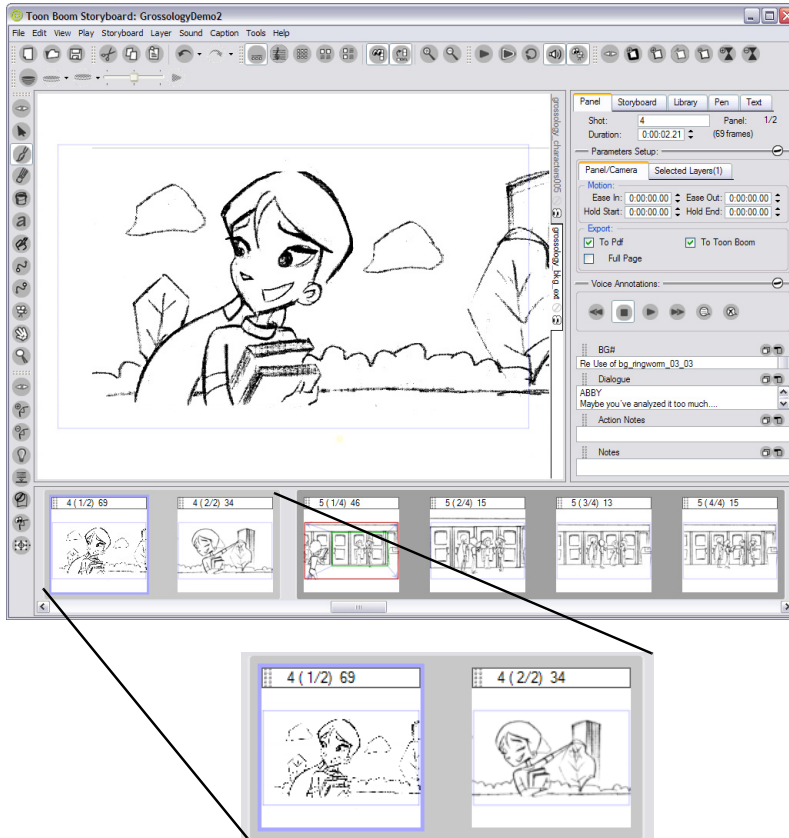 Toon Boom Storyboard: GrossologyDemo2
File Edit View Play Storyboard Layer Sound Caption Tools Help
grossology_characters005
grossology_bkg_ext
Panel Storyboard Library Pen Text
Shot: 4 Panel: 1/2
Duration: 0:00:02.21 (69 frames)
Parameters Setup:
Panel/Camera Selected Layers(1)
Motion:
Ease In: 0:00:00.00 Ease Out: 0:00:00.00
Hold Start: 0:00:00.00 Hold End: 0:00:00.00
Export:
To Pdf To Toon Boom
Full Page
Voice Annotations:
BG#
Re Use of bg_ringworm_03_03
Dialogue
ABBY
Maybe you´ve analyzed it too much....
Action Notes
Notes
4 (1/2) 69 4 (2/2) 34 5 (1/4) 46 5 (2/4) 15 5 (3/4) 13 5 (4/4) 15
4 ( 1/2) 69 4 ( 2/2) 34